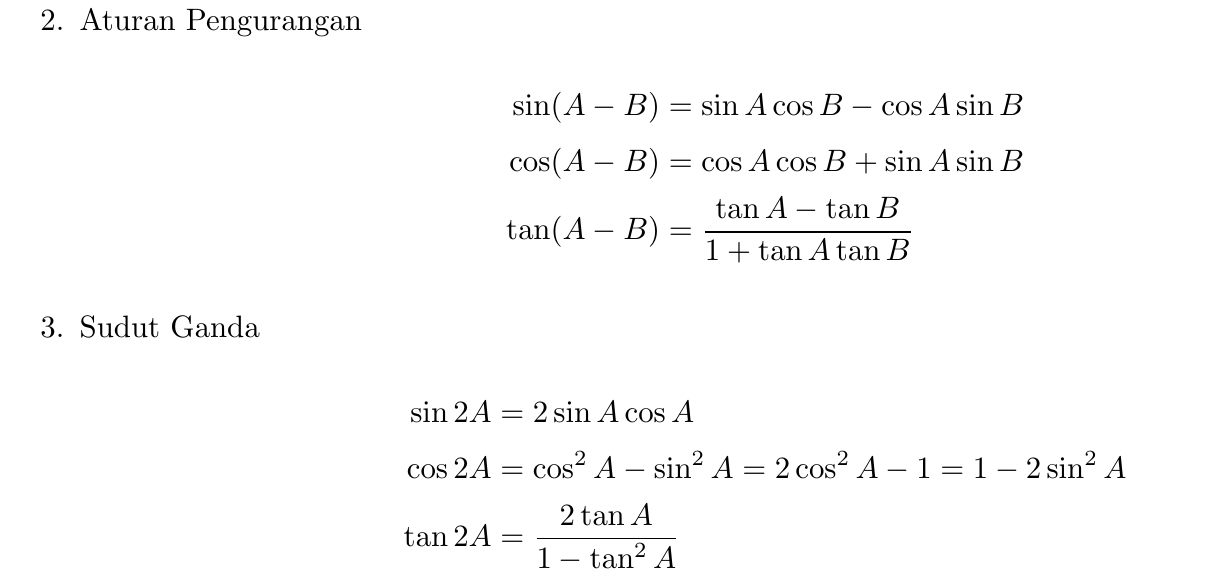 2. Aturan Pengurangan
sin(A − B) = sin A cos B − cos A sin B
cos(A − B) = cos A cos B + sin A sin B
tan(A − B) = \frac{tan A − tan B}{1 + tan A tan B}
3. Sudut Ganda
sin 2A = 2 sin A cos A
cos 2A = cos² A − sin² A = 2 cos² A − 1 = 1 − 2 sin² A
tan 2A = \frac{2 tan A}{1 − tan² A}